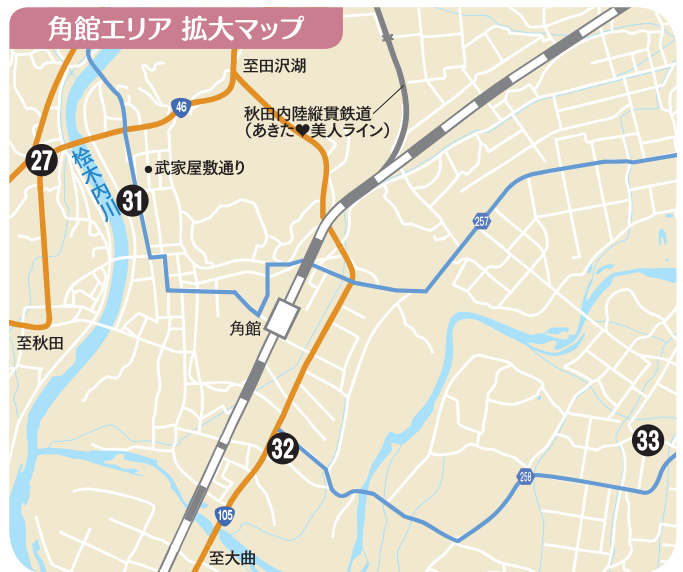 角館エリア 拡大マップ
至田沢湖
46
秋田内陸縦貫鉄道
（あきた♥美人ライン）
27
桧木内川
武家屋敷通り
31
257
角館
至秋田
32
33
258
105
至大曲